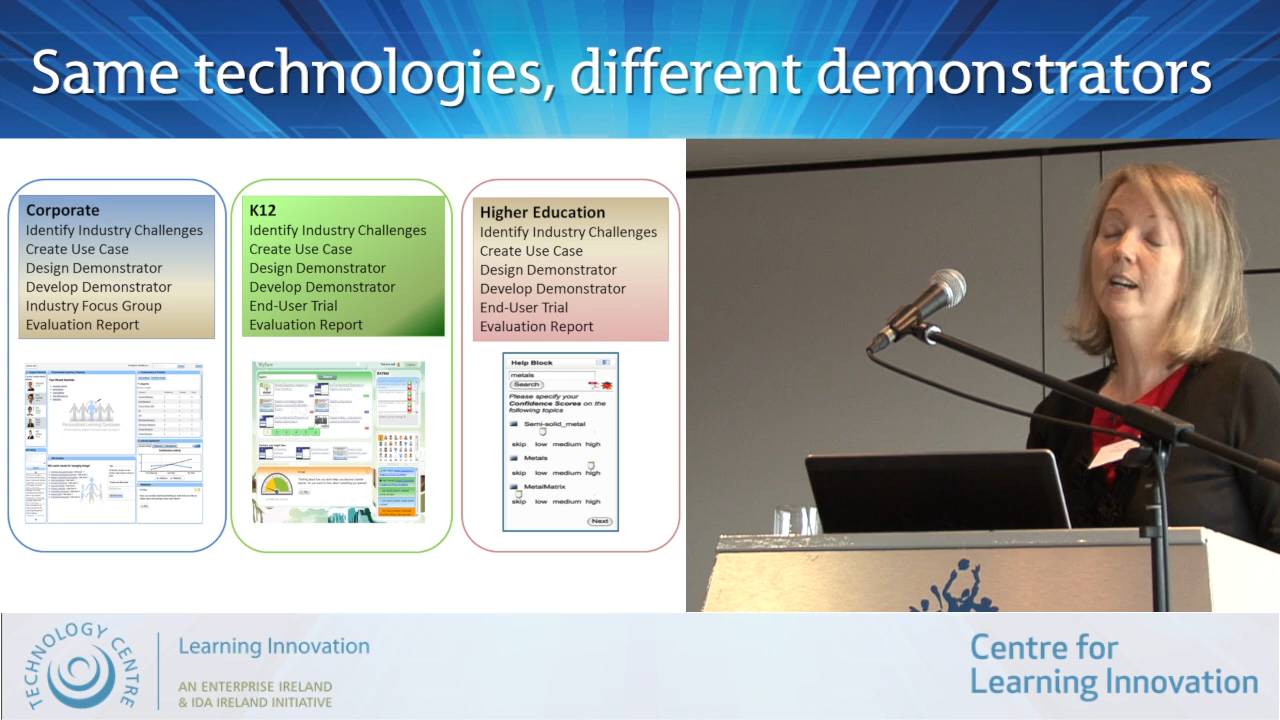 Same technologies, different demonstrators
Corporate
Identify Industry Challenges
Create Use Case
Design Demonstrator
Develop Demonstrator
Industry Focus Group
Evaluation Report
K12
Identify Industry Challenges
Create Use Case
Design Demonstrator
Develop Demonstrator
End-User Trial
Evaluation Report
Higher Education
Identify Industry Challenges
Create Use Case
Design Demonstrator
Develop Demonstrator
End-User Trial
Evaluation Report
Help Block
metals
Search
Please specify your
Confidence Scores on the
following topics
Semi-solid_metal
skip low medium high
Metals
skip low medium high
MetalMatrix
skip low medium high
Next
TECHNOLOGY CENTRE
Learning Innovation
AN ENTERPRISE IRELAND
& IDA IRELAND INITIATIVE
Centre for
Learning Innovation